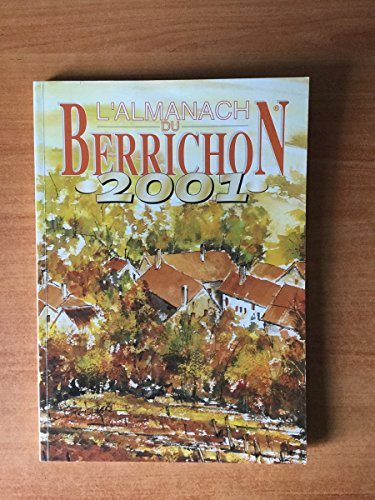 L'ALMANACH
DU
BERRICHON®
2001